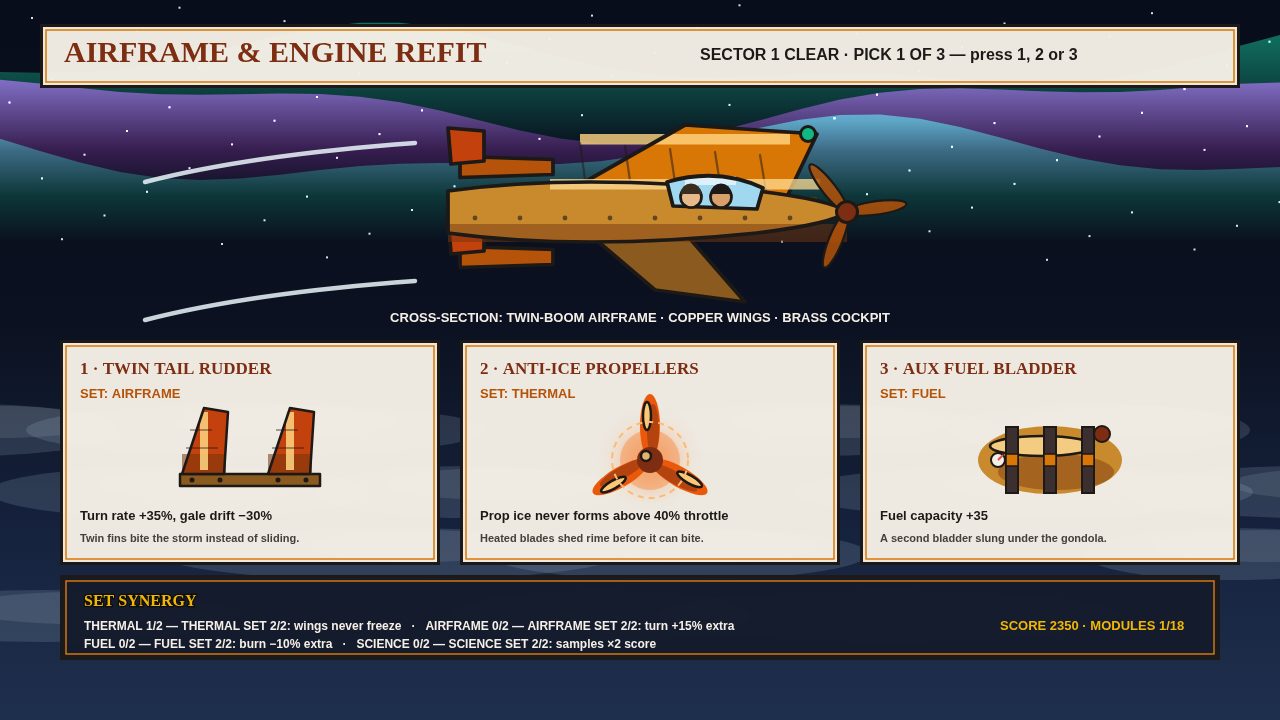 AIRFRAME & ENGINE REFIT
SECTOR 1 CLEAR · PICK 1 OF 3 — press 1, 2 or 3
CROSS-SECTION: TWIN-BOOM AIRFRAME · COPPER WINGS · BRASS COCKPIT
1 · TWIN TAIL RUDDER
SET: AIRFRAME
Turn rate +35%, gale drift −30%
Twin fins bite the storm instead of sliding.
2 · ANTI-ICE PROPELLERS
SET: THERMAL
Prop ice never forms above 40% throttle
Heated blades shed rime before it can bite.
3 · AUX FUEL BLADDER
SET: FUEL
Fuel capacity +35
A second bladder slung under the gondola.
SET SYNERGY
THERMAL 1/2 — THERMAL SET 2/2: wings never freeze · AIRFRAME 0/2 — AIRFRAME SET 2/2: turn +15% extra
FUEL 0/2 — FUEL SET 2/2: burn −10% extra · SCIENCE 0/2 — SCIENCE SET 2/2: samples ×2 score
SCORE 2350 · MODULES 1/18